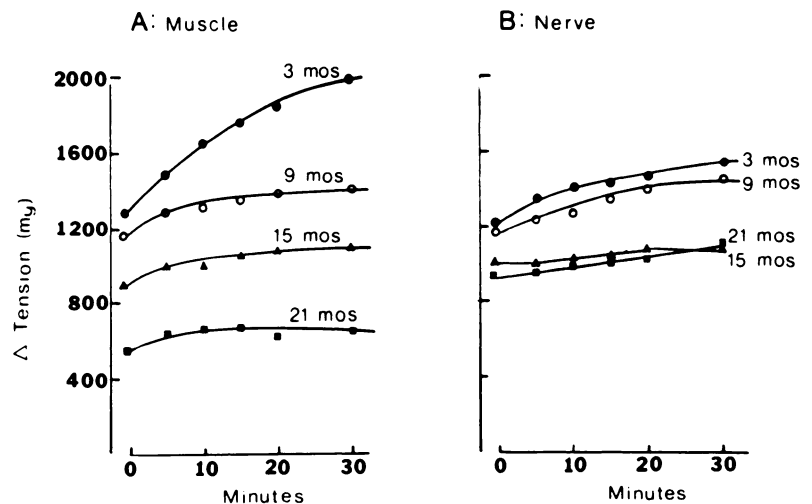 A: Muscle
B: Nerve
Δ Tension (mg)
2000
1600
1200
800
400
3 mos
9 mos
15 mos
21 mos
0 10 20 30
Minutes
3 mos
9 mos
21 mos
15 mos
0 10 20 30
Minutes